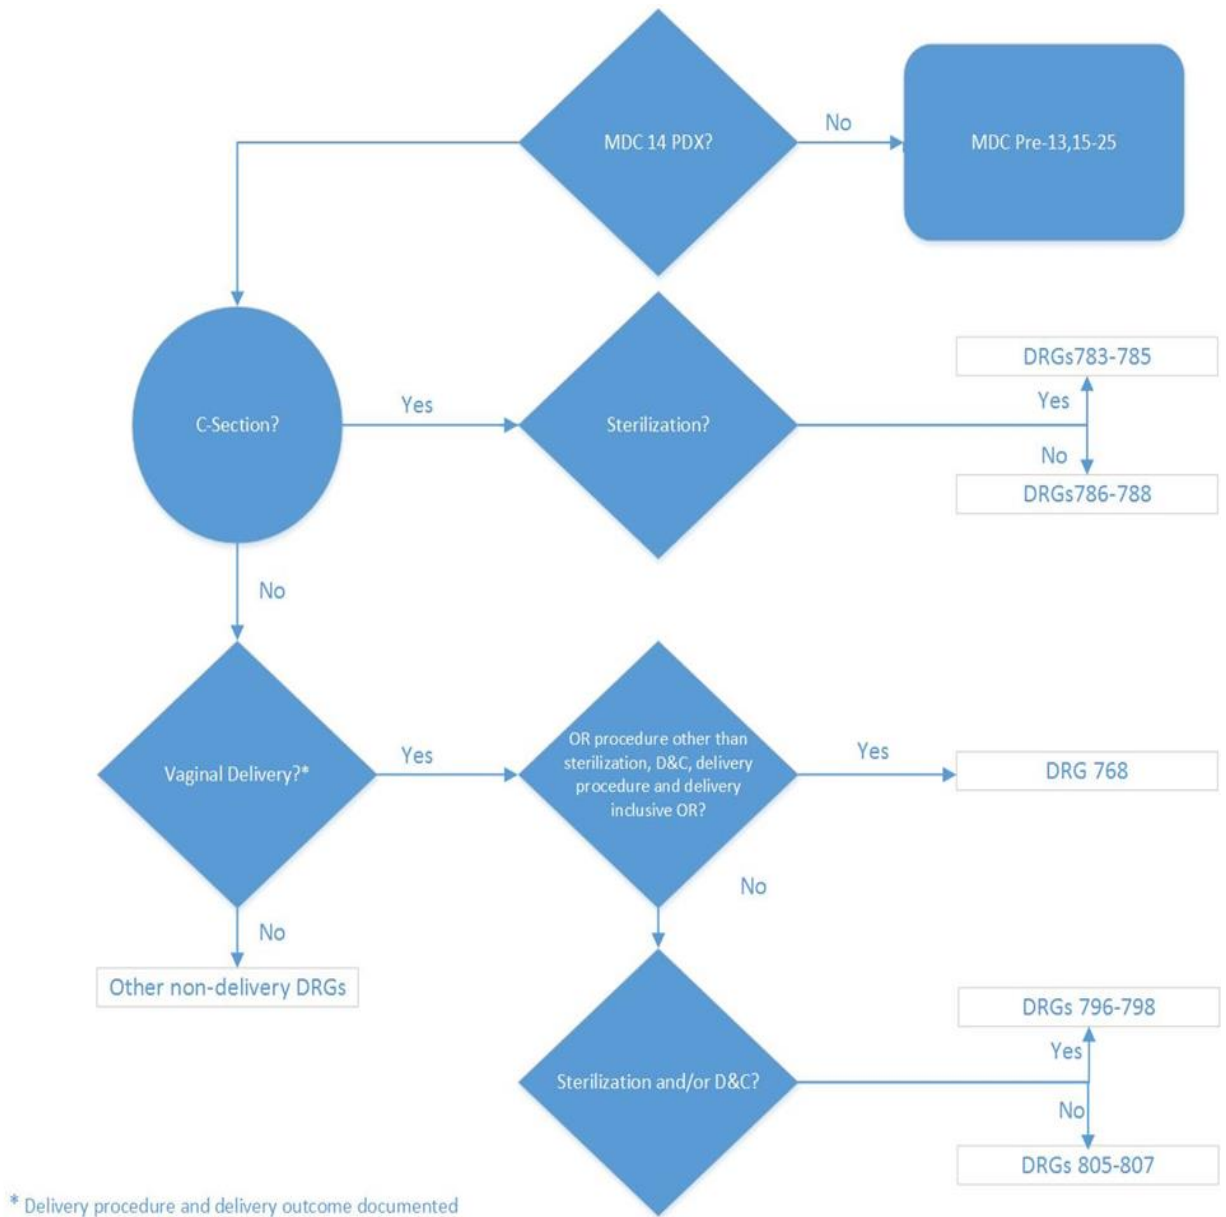 MDC 14 PDX?
No
MDC Pre-13,15-25
C-Section?
Yes
Sterilization?
DRGs783-785
Yes
No
DRGs786-788
No
Vaginal Delivery?*
Yes
OR procedure other than
sterilization, D&C, delivery
procedure and delivery
inclusive OR?
Yes
DRG 768
No
No
Other non-delivery DRGs
Sterilization and/or D&C?
DRGs 796-798
Yes
No
DRGs 805-807
* Delivery procedure and delivery outcome documented